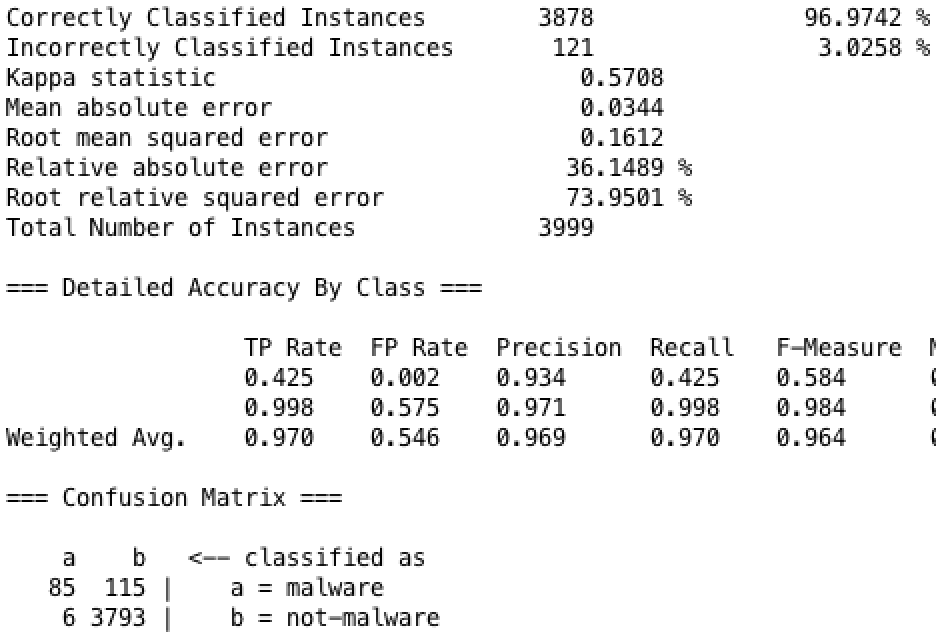 Correctly Classified Instances 3878 96.9742 %
Incorrectly Classified Instances 121 3.0258 %
Kappa statistic 0.5708
Mean absolute error 0.0344
Root mean squared error 0.1612
Relative absolute error 36.1489 %
Root relative squared error 73.9501 %
Total Number of Instances 3999
=== Detailed Accuracy By Class ===
TP Rate FP Rate Precision Recall F-Measure
0.425 0.002 0.934 0.425 0.584
0.998 0.575 0.971 0.998 0.984
Weighted Avg. 0.970 0.546 0.969 0.970 0.964
=== Confusion Matrix ===
a b <-- classified as
85 115 | a = malware
6 3793 | b = not-malware